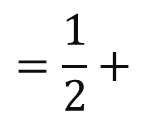 = 1/2 +